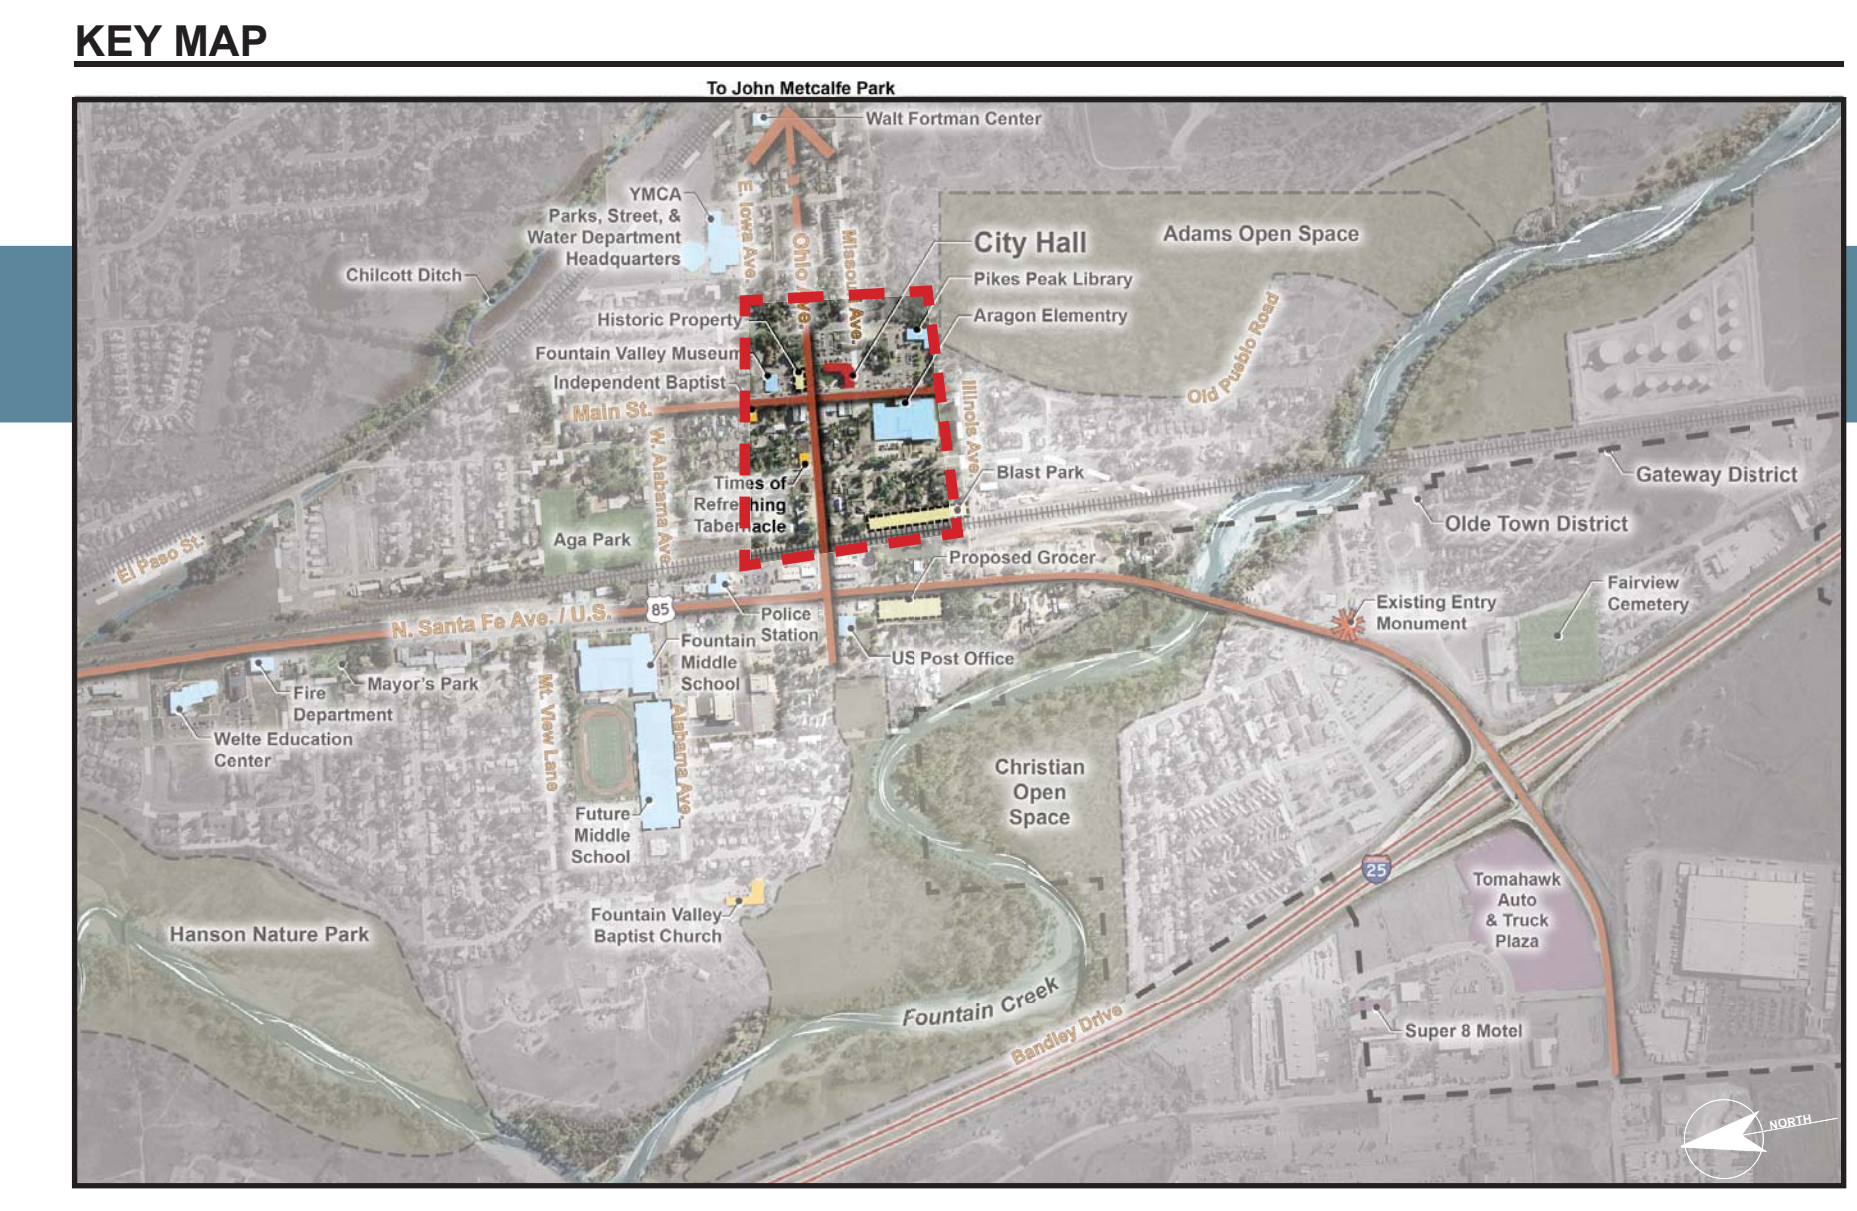 KEY MAP
To John Metcalfe Park
Walt Fortman Center
YMCA
Parks, Street, &
Water Department
Headquarters
E. Iowa Ave.
Ohio Ave.
Missouri Ave.
City Hall
Adams Open Space
Pikes Peak Library
Chilcott Ditch
Aragon Elementry
Historic Property
Old Pueblo Road
Fountain Valley Museum
Independent Baptist
Main St.
Illinois Ave.
W. Alabama Ave.
Blast Park
Gateway District
Times of
Refreshing
Tabernacle
Olde Town District
Aga Park
El Paso St.
Proposed Grocer
Fairview
Cemetery
Existing Entry
Monument
N. Santa Fe Ave. / U.S.
85
Police
Station
Fountain
Middle
School
US Post Office
Mayor's Park
Fire
Department
Mt. View Lane
Alabama Ave.
Welte Education
Center
Christian
Open
Space
Future
Middle
School
25
Tomahawk
Auto
& Truck
Plaza
Fountain Valley
Baptist Church
Hanson Nature Park
Fountain Creek
Bandley Drive
Super 8 Motel
NORTH